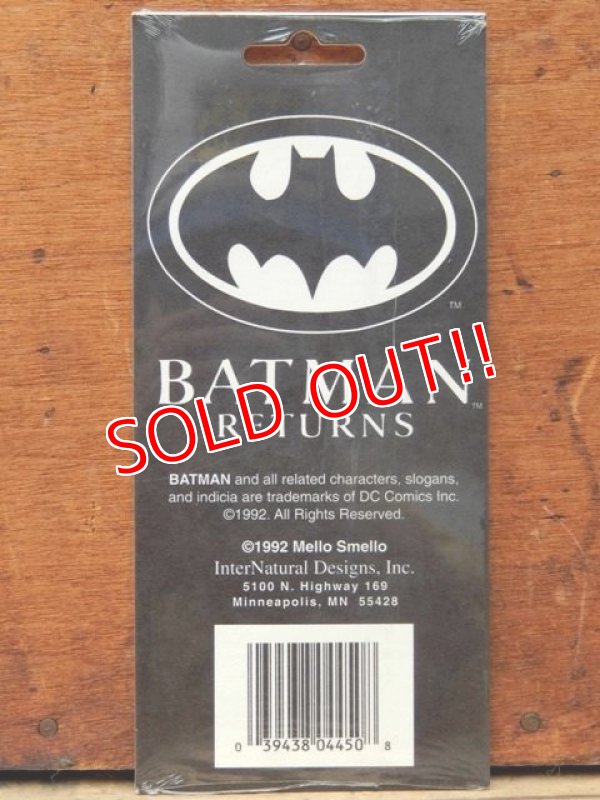 TM
BATMAN TM
SOLD OUT!!
RETURNS
BATMAN and all related characters, slogans,
and indicia are trademarks of DC Comics Inc.
©1992. All Rights Reserved.
©1992 Mello Smello
InterNatural Designs, Inc.
5100 N. Highway 169
Minneapolis, MN 55428
0 39438 04450 8